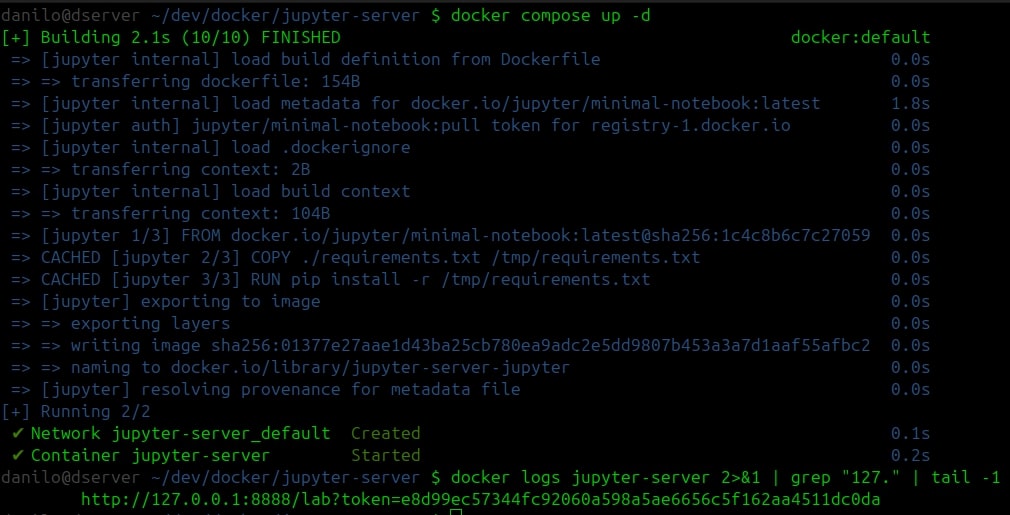 danilo@dserver ~/dev/docker/jupyter-server $ docker compose up -d
[+] Building 2.1s (10/10) FINISHED docker:default
=> [jupyter internal] load build definition from Dockerfile 0.0s
=> => transferring dockerfile: 154B 0.0s
=> [jupyter internal] load metadata for docker.io/jupyter/minimal-notebook:latest 1.8s
=> [jupyter auth] jupyter/minimal-notebook:pull token for registry-1.docker.io 0.0s
=> [jupyter internal] load .dockerignore 0.0s
=> => transferring context: 2B 0.0s
=> [jupyter internal] load build context 0.0s
=> => transferring context: 104B 0.0s
=> [jupyter 1/3] FROM docker.io/jupyter/minimal-notebook:latest@sha256:1c4c8b6c7c27059 0.0s
=> CACHED [jupyter 2/3] COPY ./requirements.txt /tmp/requirements.txt 0.0s
=> CACHED [jupyter 3/3] RUN pip install -r /tmp/requirements.txt 0.0s
=> [jupyter] exporting to image 0.0s
=> => exporting layers 0.0s
=> => writing image sha256:01377e27aae1d43ba25cb780ea9adc2e5dd9807b453a3a7d1aaf55afbc2 0.0s
=> => naming to docker.io/library/jupyter-server-jupyter 0.0s
=> [jupyter] resolving provenance for metadata file 0.0s
[+] Running 2/2
✔ Network jupyter-server_default Created 0.1s
✔ Container jupyter-server Started 0.2s
danilo@dserver ~/dev/docker/jupyter-server $ docker logs jupyter-server 2>&1 | grep "127." | tail -1
http://127.0.0.1:8888/lab?token=e8d99ec57344fc92060a598a5ae6656c5f162aa4511dc0da